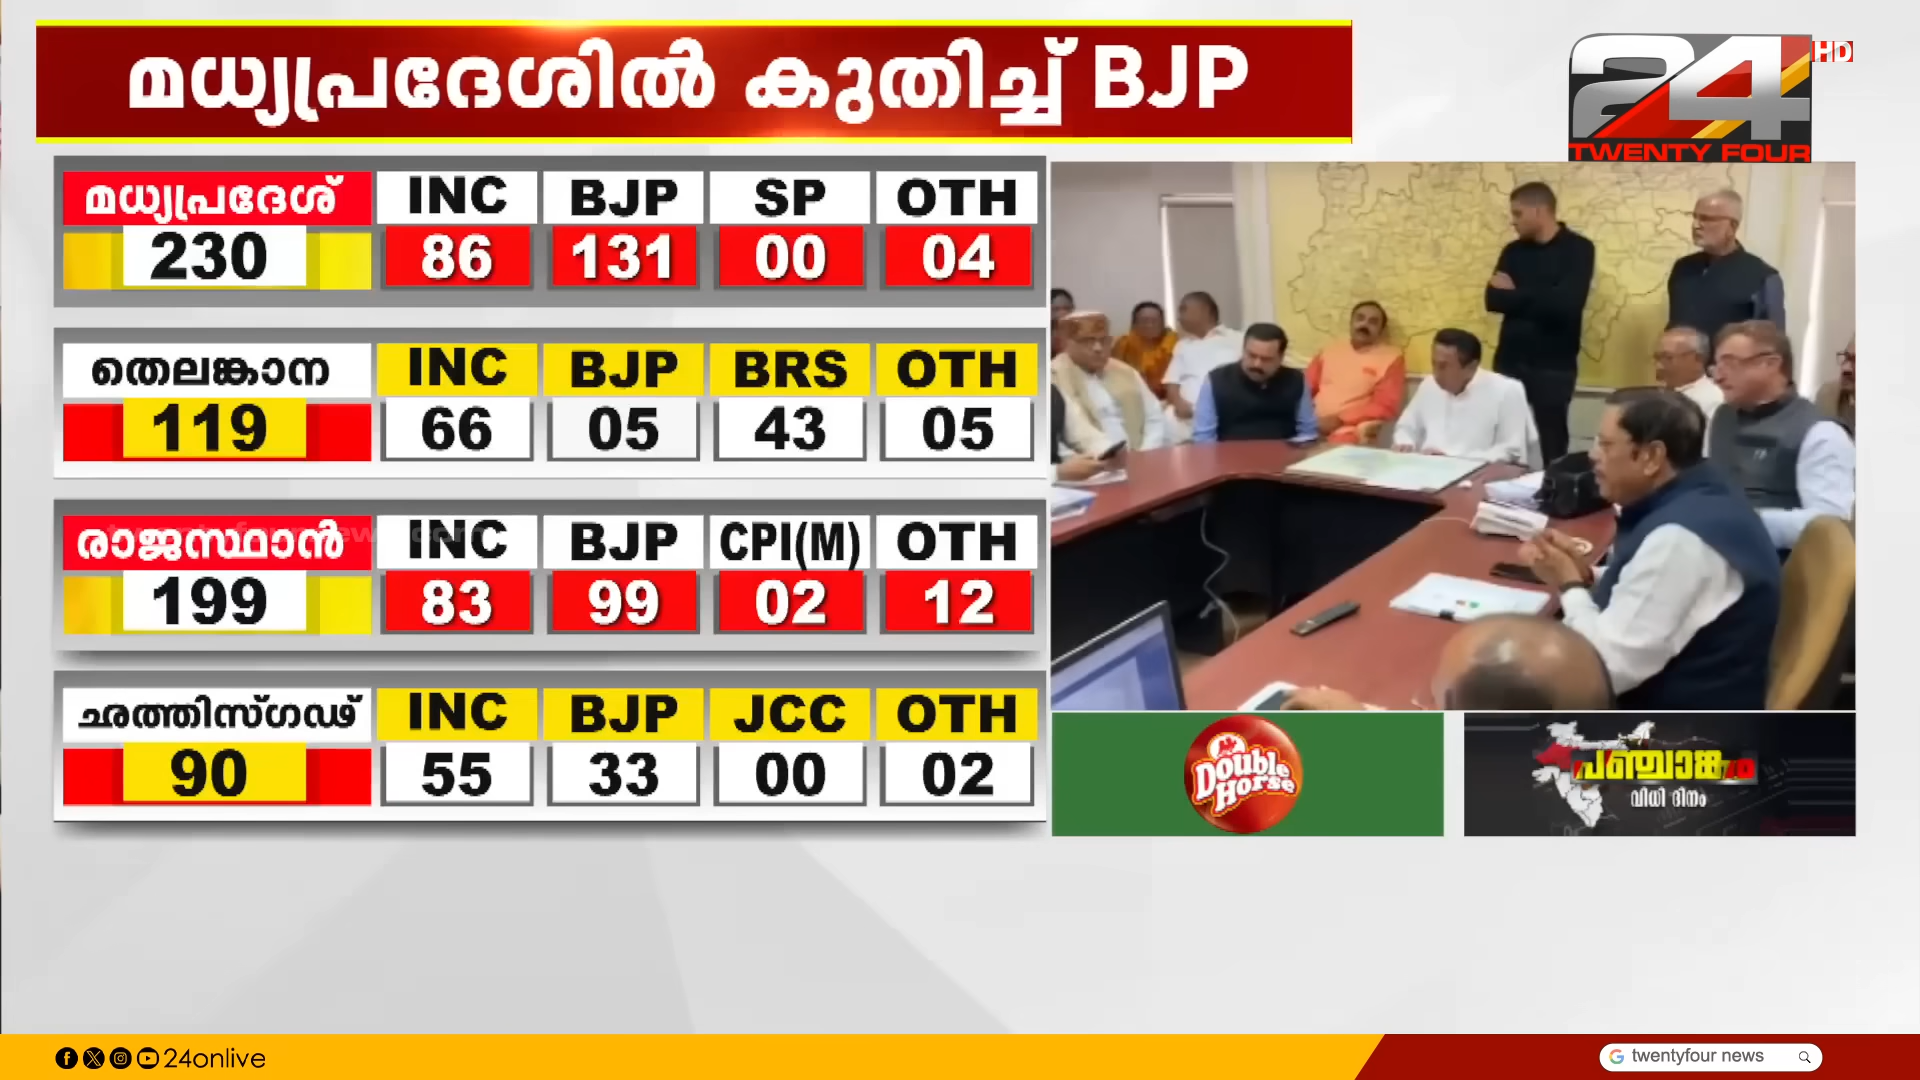 മധ്യപ്രദേശിൽ കുതിച്ച് BJP
24
HD
TWENTY FOUR
മധ്യപ്രദേശ് INC BJP SP OTH
230 86 131 00 04
തെലങ്കാന INC BJP BRS OTH
119 66 05 43 05
രാജസ്ഥാൻ INC BJP CPI(M) OTH
199 83 99 02 12
ഛത്തിസ്ഗഢ് INC BJP JCC OTH
90 55 33 00 02
Double
Horse
പഞ്ചാങ്കം
വിധി ദിനം
24onlive
twentyfour news